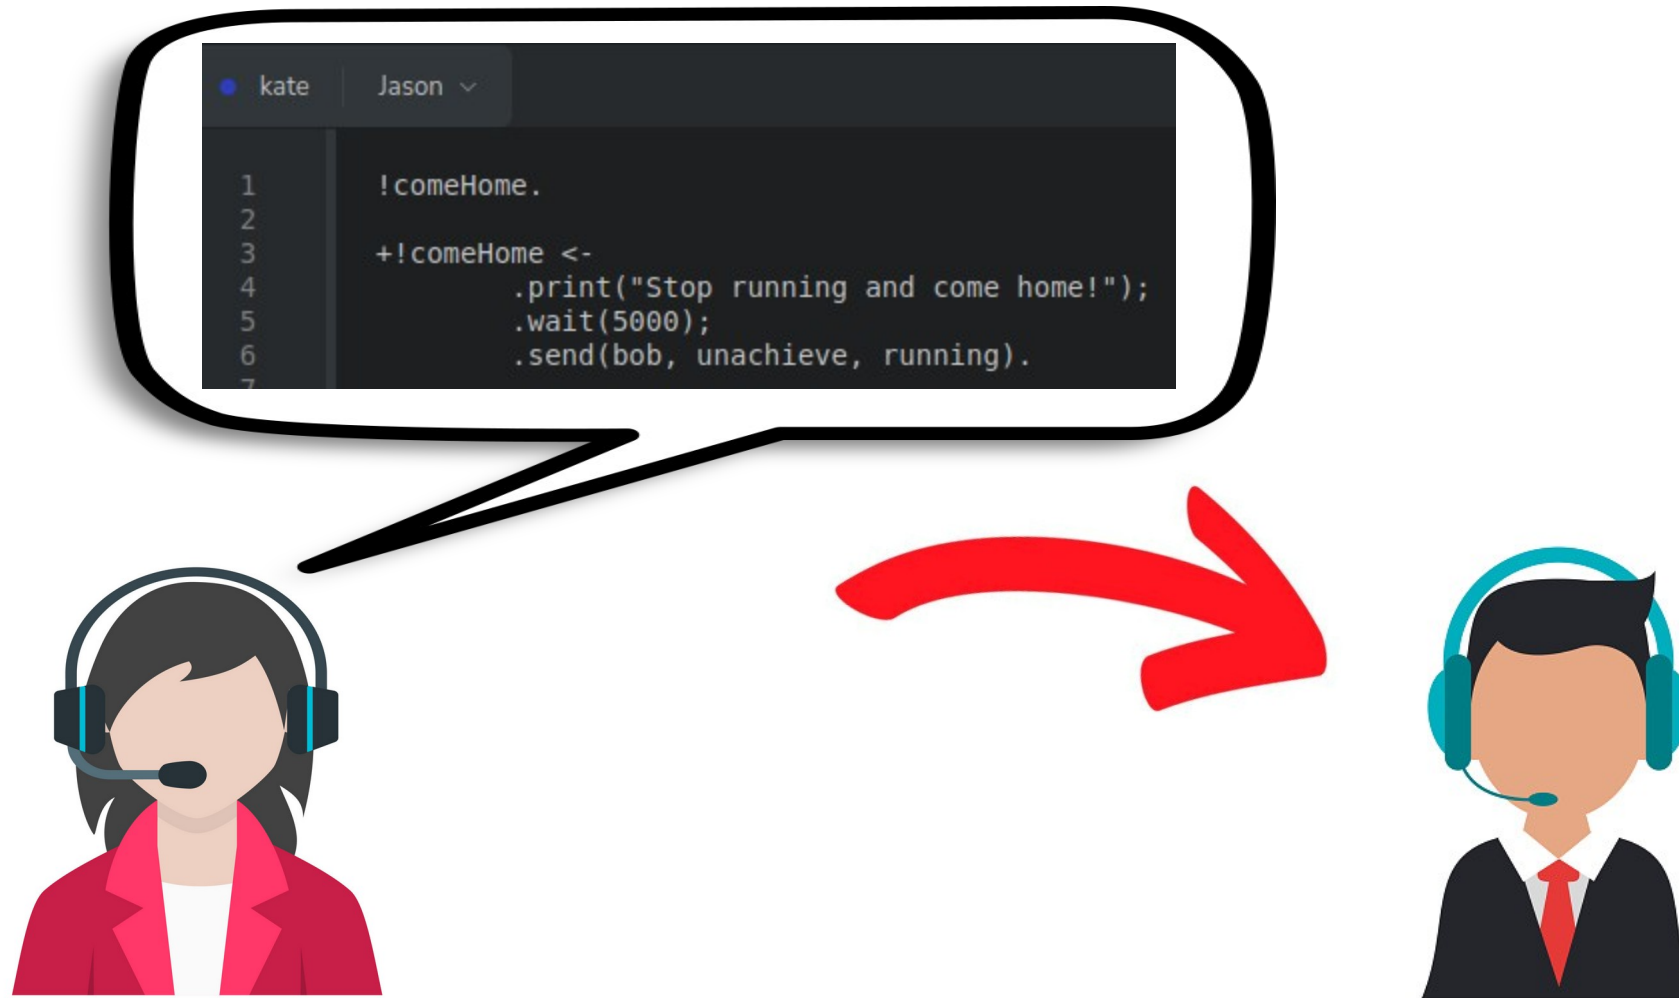 kate Jason
1 !comeHome.
2
3 +!comeHome <-
4 .print("Stop running and come home!");
5 .wait(5000);
6 .send(bob, unachieve, running).
7